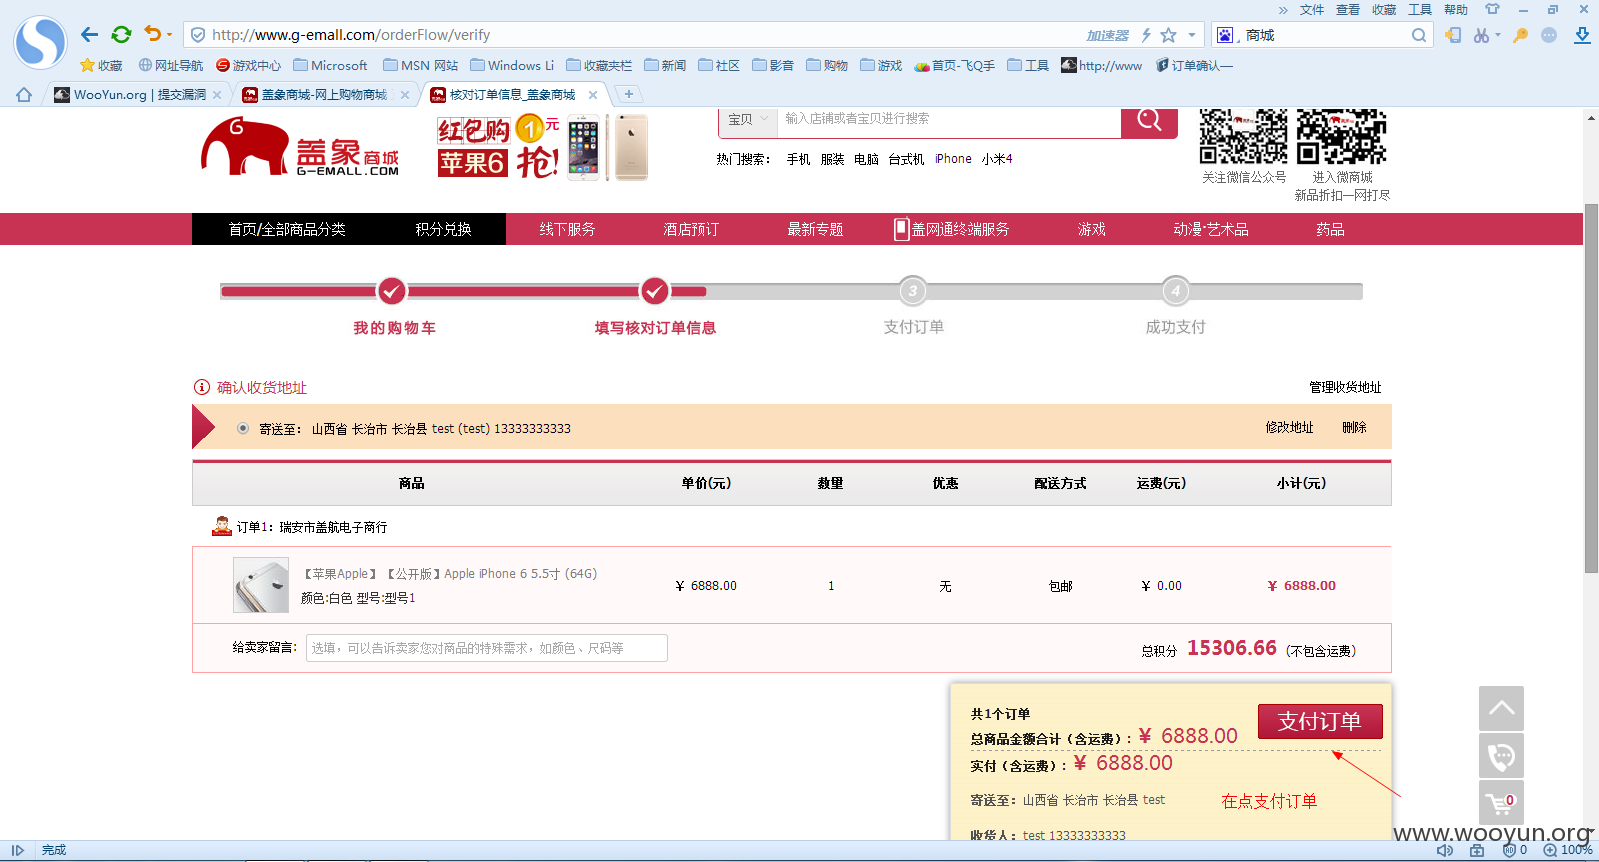 » 文件 查看 收藏 工具 帮助
http://www.g-emall.com/orderFlow/verify 加速器 商城
收藏 网址导航 游戏中心 Microsoft MSN 网站 Windows Li 收藏夹栏 新闻 社区 影音 购物 游戏 首页-飞Q手 工具 http://www 订单确认—
WooYun.org | 提交漏洞 盖象商城-网上购物商城 核对订单信息_盖象商城
盖象商城
G-EMALL.COM
红包购 1元
苹果6 抢!
宝贝 输入店铺或者宝贝进行搜索
热门搜索: 手机 服装 电脑 台式机 iPhone 小米4
关注微信公众号 进入微商城
新品折扣一网打尽
首页/全部商品分类 积分兑换 线下服务 酒店预订 最新专题 盖网通终端服务 游戏 动漫·艺术品 药品
3 4
我的购物车 填写核对订单信息 支付订单 成功支付
确认收货地址 管理收货地址
寄送至: 山西省 长治市 长治县 test (test) 13333333333 修改地址 删除
商品 单价(元) 数量 优惠 配送方式 运费(元) 小计(元)
订单1: 瑞安市盖航电子商行
【苹果Apple】【公开版】Apple iPhone 6 5.5寸 (64G)
颜色:白色 型号:型号1
¥ 6888.00 1 无 包邮 ¥ 0.00 ¥ 6888.00
给卖家留言: 选填，可以告诉卖家您对商品的特殊需求，如颜色、尺码等
总积分 15306.66 (不包含运费)
共1个订单
支付订单
总商品金额合计 (含运费) : ¥ 6888.00
实付 (含运费) : ¥ 6888.00
寄送至: 山西省 长治市 长治县 test
在点支付订单
收货人: test 13333333333
0
www.wooyun.org
完成 0 100%